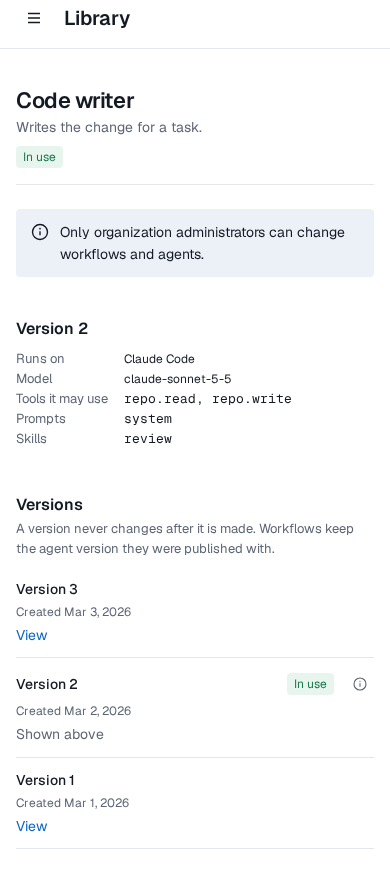 Library
Code writer
Writes the change for a task.
In use
Only organization administrators can change
workflows and agents.
Version 2
Runs on Claude Code
Model claude-sonnet-5-5
Tools it may use repo.read, repo.write
Prompts system
Skills review
Versions
A version never changes after it is made. Workflows keep
the agent version they were published with.
Version 3
Created Mar 3, 2026
View
Version 2 In use
Created Mar 2, 2026
Shown above
Version 1
Created Mar 1, 2026
View